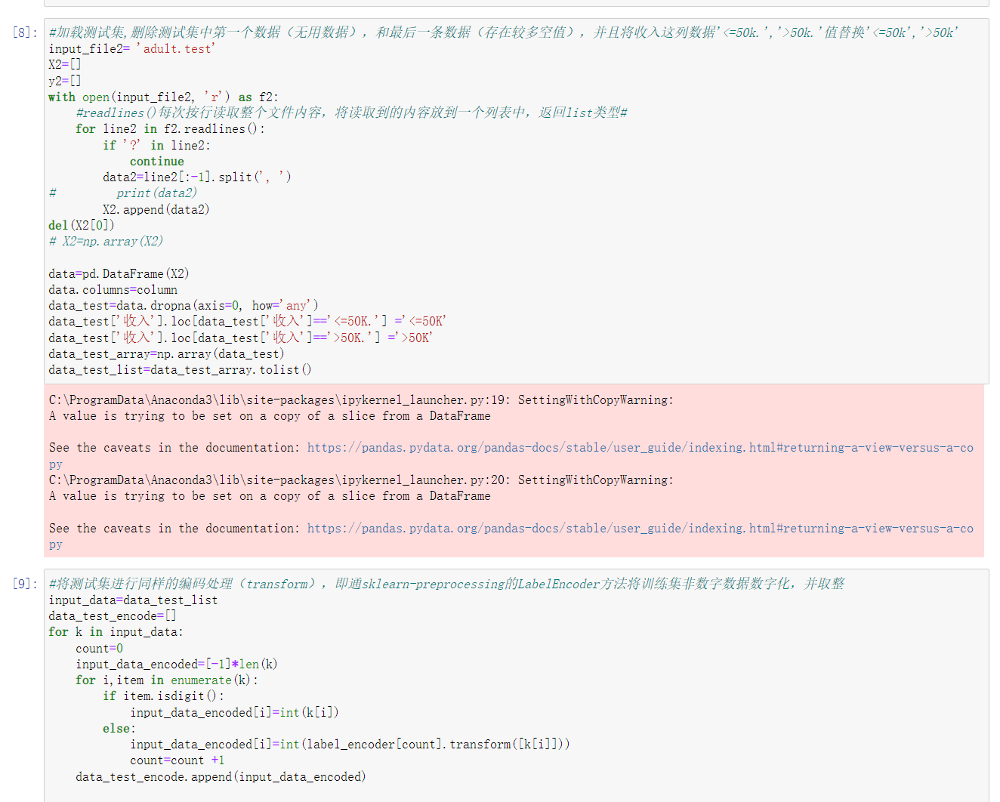 [8]:
#加载测试集,删除测试集中第一个数据（无用数据），和最后一条数据（存在较多空值），并且将收入这列数据'<=50k.','>50k.'值替换'<=50k','>50k'
input_file2= 'adult.test'
X2=[]
y2=[]
with open(input_file2, 'r') as f2:
    #readlines()每次按行读取整个文件内容，将读取到的内容放到一个列表中，返回list类型#
    for line2 in f2.readlines():
        if '?' in line2:
            continue
        data2=line2[:-1].split(', ')
#         print(data2)
        X2.append(data2)
del(X2[0])
# X2=np.array(X2)
data=pd.DataFrame(X2)
data.columns=column
data_test=data.dropna(axis=0, how='any')
data_test['收入'].loc[data_test['收入']=='<=50K.'] ='<=50K'
data_test['收入'].loc[data_test['收入']=='>50K.'] ='>50K'
data_test_array=np.array(data_test)
data_test_list=data_test_array.tolist()
C:\ProgramData\Anaconda3\lib\site-packages\ipykernel_launcher.py:19: SettingWithCopyWarning:
A value is trying to be set on a copy of a slice from a DataFrame
See the caveats in the documentation: https://pandas.pydata.org/pandas-docs/stable/user_guide/indexing.html#returning-a-view-versus-a-co
py
C:\ProgramData\Anaconda3\lib\site-packages\ipykernel_launcher.py:20: SettingWithCopyWarning:
A value is trying to be set on a copy of a slice from a DataFrame
See the caveats in the documentation: https://pandas.pydata.org/pandas-docs/stable/user_guide/indexing.html#returning-a-view-versus-a-co
py
[9]:
#将测试集进行同样的编码处理（transform），即通sklearn-preprocessing的LabelEncoder方法将训练集非数字数据数字化，并取整
input_data=data_test_list
data_test_encode=[]
for k in input_data:
    count=0
    input_data_encoded=[-1]*len(k)
    for i,item in enumerate(k):
        if item.isdigit():
            input_data_encoded[i]=int(k[i])
        else:
            input_data_encoded[i]=int(label_encoder[count].transform([k[i]]))
            count=count +1
    data_test_encode.append(input_data_encoded)